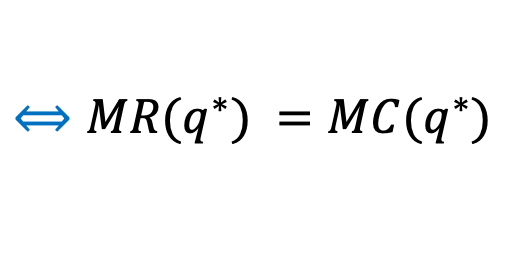 ⟺ MR(q*) = MC(q*)